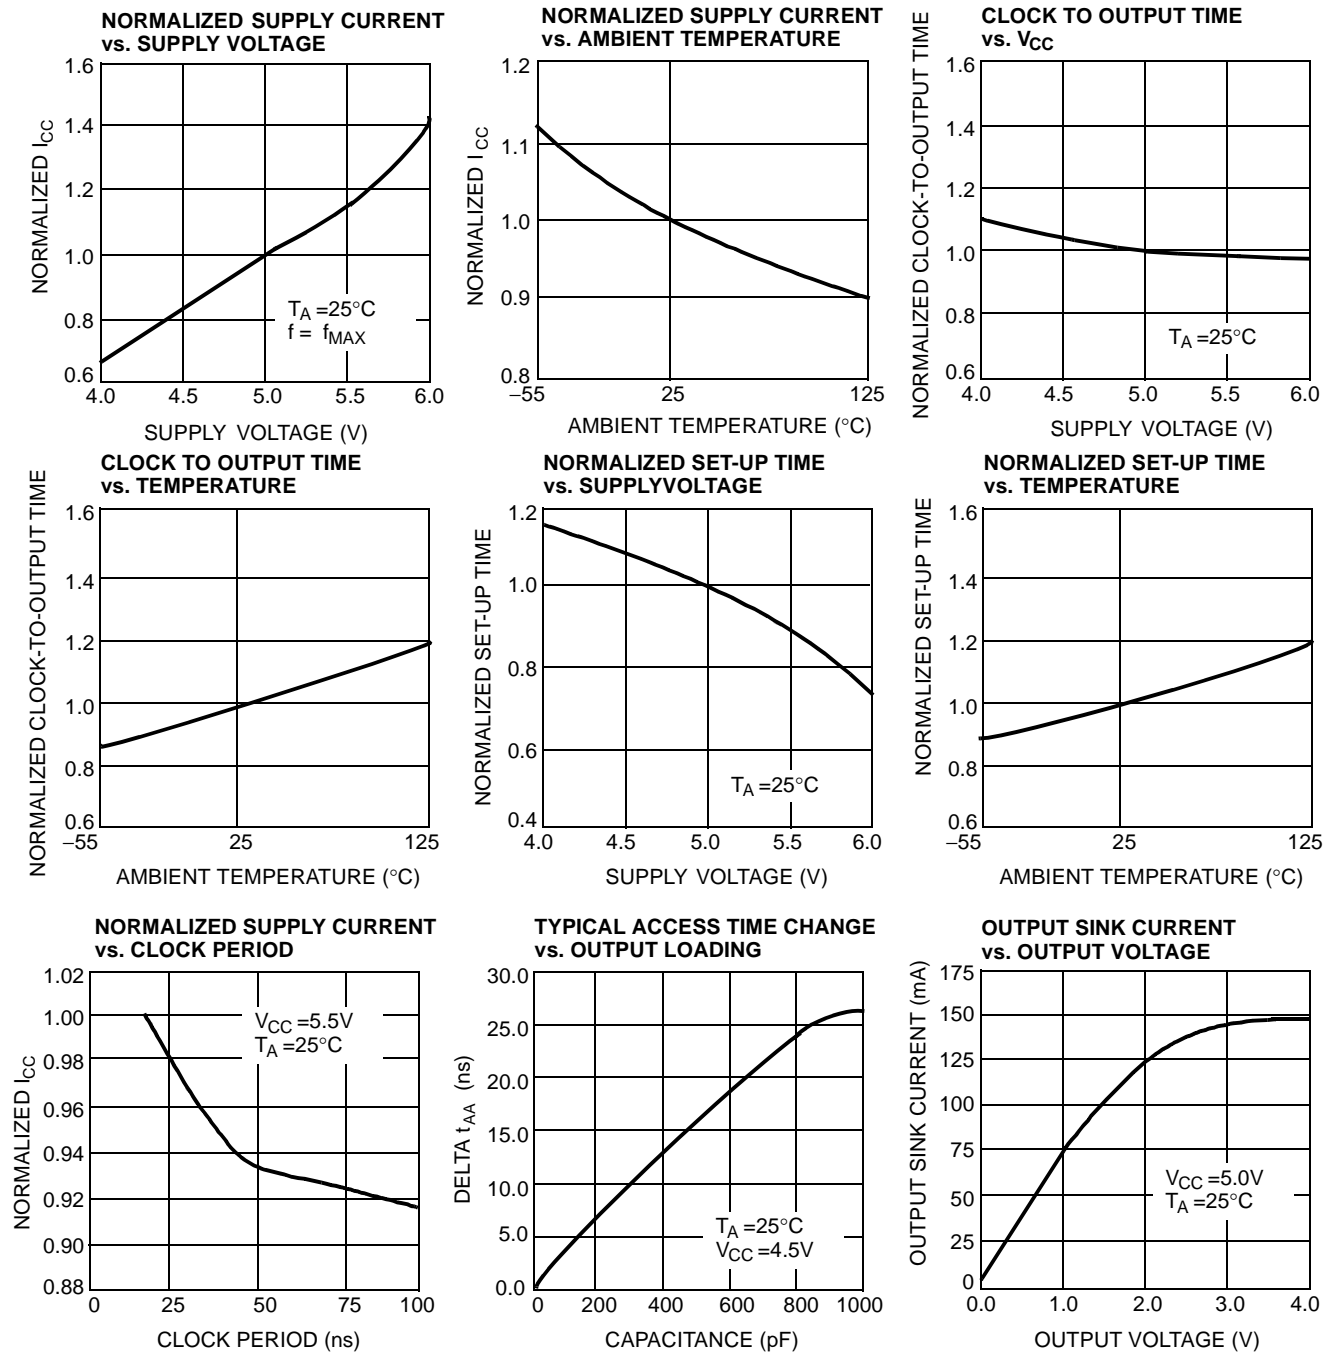 NORMALIZED SUPPLY CURRENT
vs. SUPPLY VOLTAGE
NORMALIZED ICC
1.6
1.4
1.2
1.0
0.8
0.6
TA =25°C
f = fMAX
4.0 4.5 5.0 5.5 6.0
SUPPLY VOLTAGE (V)
NORMALIZED SUPPLY CURRENT
vs. AMBIENT TEMPERATURE
NORMALIZED ICC
1.2
1.1
1.0
0.9
0.8
–55 25 125
AMBIENT TEMPERATURE (°C)
CLOCK TO OUTPUT TIME
vs. VCC
NORMALIZED CLOCK-TO-OUTPUT TIME
1.6
1.4
1.2
1.0
0.8
0.6
TA =25°C
4.0 4.5 5.0 5.5 6.0
SUPPLY VOLTAGE (V)
CLOCK TO OUTPUT TIME
vs. TEMPERATURE
NORMALIZED CLOCK-TO-OUTPUT TIME
1.6
1.4
1.2
1.0
0.8
0.6
–55 25 125
AMBIENT TEMPERATURE (°C)
NORMALIZED SET-UP TIME
vs. SUPPLYVOLTAGE
NORMALIZED SET-UP TIME
1.2
1.0
0.8
0.6
0.4
TA =25°C
4.0 4.5 5.0 5.5 6.0
SUPPLY VOLTAGE (V)
NORMALIZED SET-UP TIME
vs. TEMPERATURE
NORMALIZED SET-UP TIME
1.6
1.4
1.2
1.0
0.8
0.6
–55 25 125
AMBIENT TEMPERATURE (°C)
NORMALIZED SUPPLY CURRENT
vs. CLOCK PERIOD
NORMALIZED ICC
1.02
1.00
0.98
0.96
0.94
0.92
0.90
0.88
VCC =5.5V
TA =25°C
0 25 50 75 100
CLOCK PERIOD (ns)
TYPICAL ACCESS TIME CHANGE
vs. OUTPUT LOADING
DELTA tAA (ns)
30.0
25.0
20.0
15.0
10.0
5.0
0.0
TA =25°C
VCC =4.5V
0 200 400 600 800 1000
CAPACITANCE (pF)
OUTPUT SINK CURRENT
vs. OUTPUT VOLTAGE
OUTPUT SINK CURRENT (mA)
175
150
125
100
75
50
25
0
VCC =5.0V
TA =25°C
0.0 1.0 2.0 3.0 4.0
OUTPUT VOLTAGE (V)